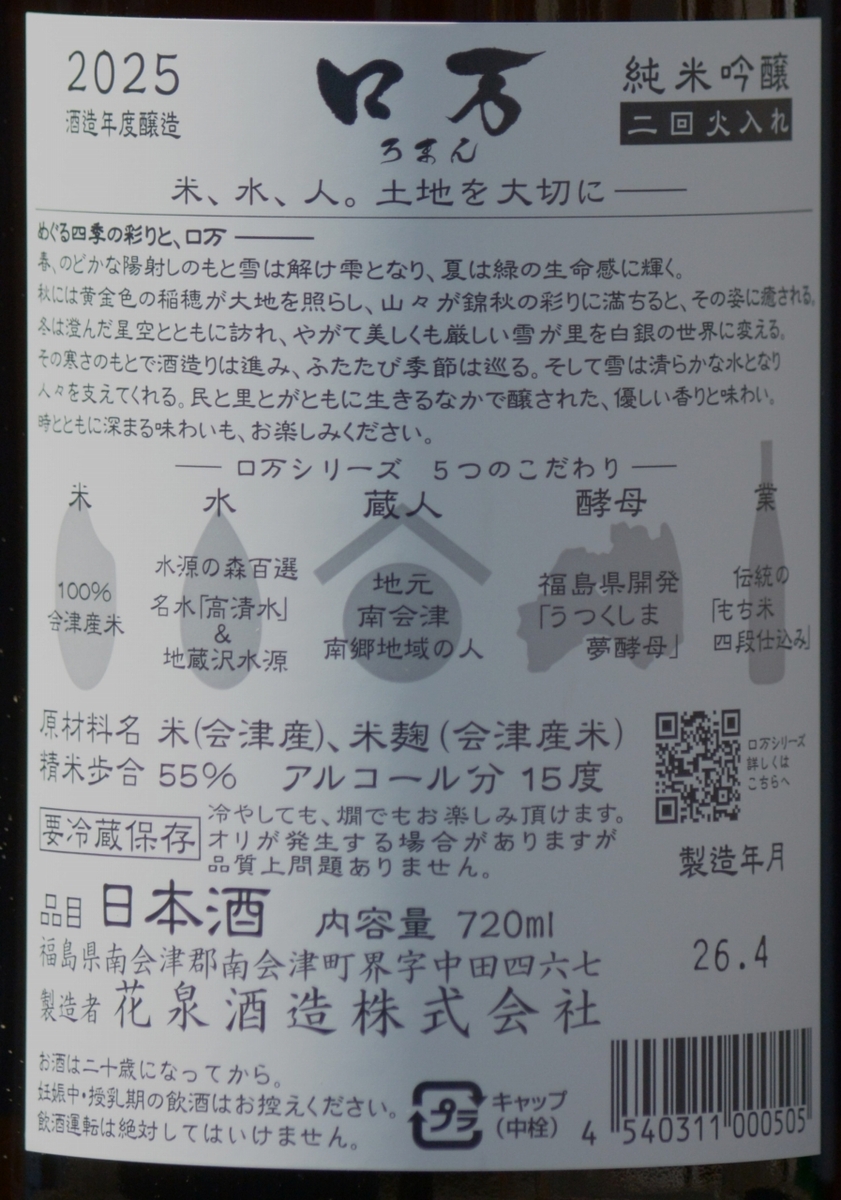 2025
酒造年度醸造
ロ万
ろまん
純米吟醸
二回火入れ
米、水、人。土地を大切に――
めぐる四季の彩りと、ロ万 ―――
春、のどかな陽射しのもと雪は解け雫となり、夏は緑の生命感に輝く。
秋には黄金色の稲穂が大地を照らし、山々が錦秋の彩りに満ちると、その姿に癒される。
冬は澄んだ星空とともに訪れ、やがて美しくも厳しい雪が里を白銀の世界に変える。
その寒さのもとで酒造りは進み、ふたたび季節は巡る。そして雪は清らかな水となり
人々を支えてくれる。民と里とがともに生きるなかで醸された、優しい香りと味わい。
時とともに深まる味わいも、お楽しみください。
―― ロ万シリーズ 5つのこだわり ――
米
100%
会津産米
水
水源の森百選
名水「高清水」
&
地蔵沢水源
蔵人
地元
南会津
南郷地域の人
酵母
福島県開発
「うつくしま
夢酵母」
業
伝統の
「もち米
四段仕込み」
原材料名 米(会津産)、米麹(会津産米)
精米歩合 55% アルコール分 15度
ロ万シリーズ
詳しくは
こちらへ
要冷蔵保存
冷やしても、燗でもお楽しみ頂けます。
オリが発生する場合がありますが
品質上問題ありません。
製造年月
26.4
品目 日本酒 内容量 720ml
福島県南会津郡南会津町界字中田四六七
製造者 花泉酒造株式会社
お酒は二十歳になってから。
妊娠中・授乳期の飲酒はお控えください。
飲酒運転は絶対してはいけません。
プラ
キャップ
(中栓)
4 540311 000505